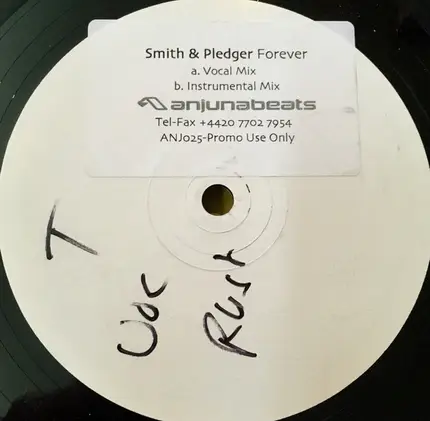 Smith & Pledger Forever
a. Vocal Mix
b. Instrumental Mix
anjunabeats
Tel-Fax +4420 7702 7954
ANJ025-Promo Use Only
T
Voc
Rush